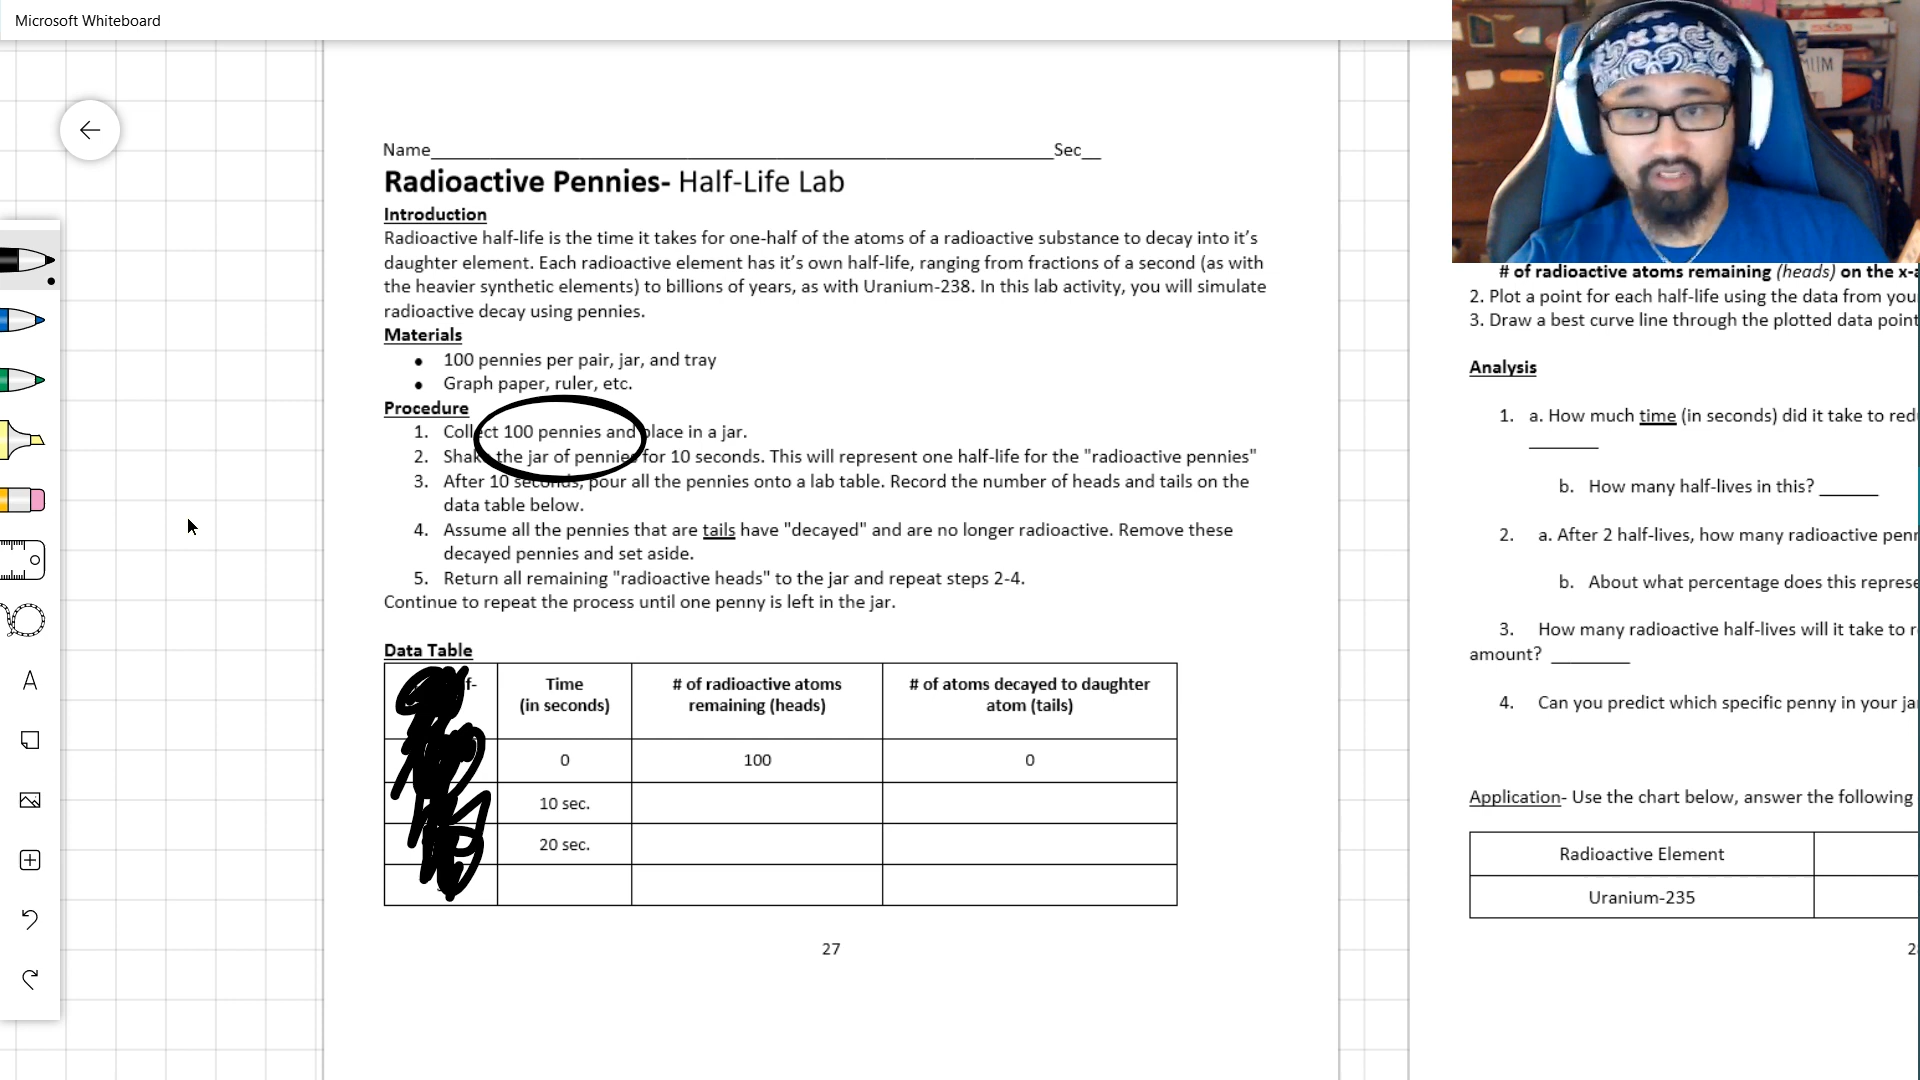 Microsoft Whiteboard
Name Sec
Radioactive Pennies- Half-Life Lab
Introduction
Radioactive half-life is the time it takes for one-half of the atoms of a radioactive substance to decay into it's
daughter element. Each radioactive element has it's own half-life, ranging from fractions of a second (as with
the heavier synthetic elements) to billions of years, as with Uranium-238. In this lab activity, you will simulate
radioactive decay using pennies.
Materials
• 100 pennies per pair, jar, and tray
• Graph paper, ruler, etc.
Procedure
1. Collect 100 pennies and place in a jar.
2. Shake the jar of pennies for 10 seconds. This will represent one half-life for the "radioactive pennies"
3. After 10 seconds, pour all the pennies onto a lab table. Record the number of heads and tails on the
data table below.
4. Assume all the pennies that are tails have "decayed" and are no longer radioactive. Remove these
decayed pennies and set aside.
5. Return all remaining "radioactive heads" to the jar and repeat steps 2-4.
Continue to repeat the process until one penny is left in the jar.
Data Table
Time
(in seconds)
# of radioactive atoms
remaining (heads)
# of atoms decayed to daughter
atom (tails)
0 100 0
10 sec.
20 sec.
27
# of radioactive atoms remaining (heads) on the x-
2. Plot a point for each half-life using the data from
3. Draw a best curve line through the plotted data
Analysis
1. a. How much time (in seconds) did it take to
b. How many half-lives in this?
2. a. After 2 half-lives, how many radioactive
b. About what percentage does this
3. How many radioactive half-lives will it take to
amount?
4. Can you predict which specific penny in your
Application- Use the chart below, answer the following
Radioactive Element
Uranium-235
A